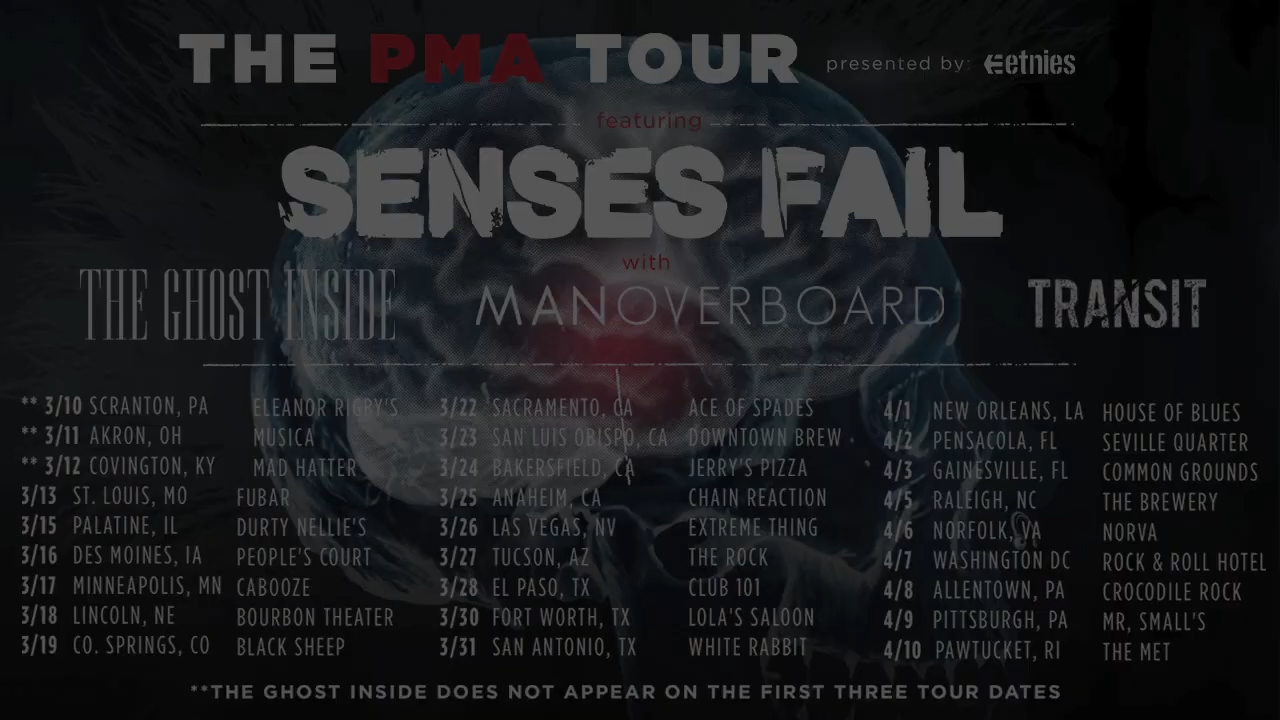 THE PMA TOUR presented by: etnies
featuring
SENSES FAIL
with
THE GHOST INSIDE MANOVERBOARD TRANSIT
** 3/10 SCRANTON, PA ELEANOR RIGBY'S
** 3/11 AKRON, OH MUSICA
** 3/12 COVINGTON, KY MAD HATTER
3/13 ST. LOUIS, MO FUBAR
3/15 PALATINE, IL DURTY NELLIE'S
3/16 DES MOINES, IA PEOPLE'S COURT
3/17 MINNEAPOLIS, MN CABOOZE
3/18 LINCOLN, NE BOURBON THEATER
3/19 CO. SPRINGS, CO BLACK SHEEP
3/22 SACRAMENTO, CA ACE OF SPADES
3/23 SAN LUIS OBISPO, CA DOWNTOWN BREW
3/24 BAKERSFIELD, CA JERRY'S PIZZA
3/25 ANAHEIM, CA CHAIN REACTION
3/26 LAS VEGAS, NV EXTREME THING
3/27 TUCSON, AZ THE ROCK
3/28 EL PASO, TX CLUB 101
3/30 FORT WORTH, TX LOLA'S SALOON
3/31 SAN ANTONIO, TX WHITE RABBIT
4/1 NEW ORLEANS, LA HOUSE OF BLUES
4/2 PENSACOLA, FL SEVILLE QUARTER
4/3 GAINESVILLE, FL COMMON GROUNDS
4/5 RALEIGH, NC THE BREWERY
4/6 NORFOLK, VA NORVA
4/7 WASHINGTON DC ROCK & ROLL HOTEL
4/8 ALLENTOWN, PA CROCODILE ROCK
4/9 PITTSBURGH, PA MR, SMALL'S
4/10 PAWTUCKET, RI THE MET
**THE GHOST INSIDE DOES NOT APPEAR ON THE FIRST THREE TOUR DATES